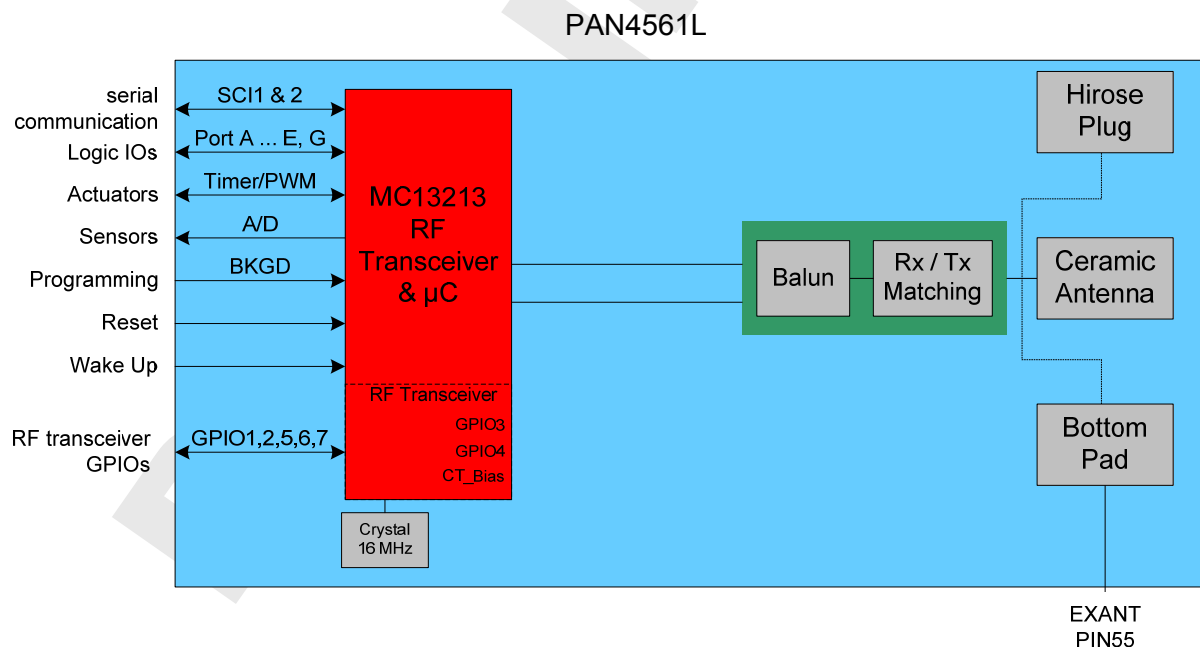 PAN4561L
serial
communication
SCI1 & 2
Logic IOs
Port A ... E, G
Actuators
Timer/PWM
Sensors
A/D
Programming
BKGD
Reset
Wake Up
RF transceiver
GPIOs
GPIO1,2,5,6,7
MC13213
RF
Transceiver
& µC
RF Transceiver
GPIO3
GPIO4
CT_Bias
Crystal
16 MHz
Balun
Rx / Tx
Matching
Hirose
Plug
Ceramic
Antenna
Bottom
Pad
EXANT
PIN55